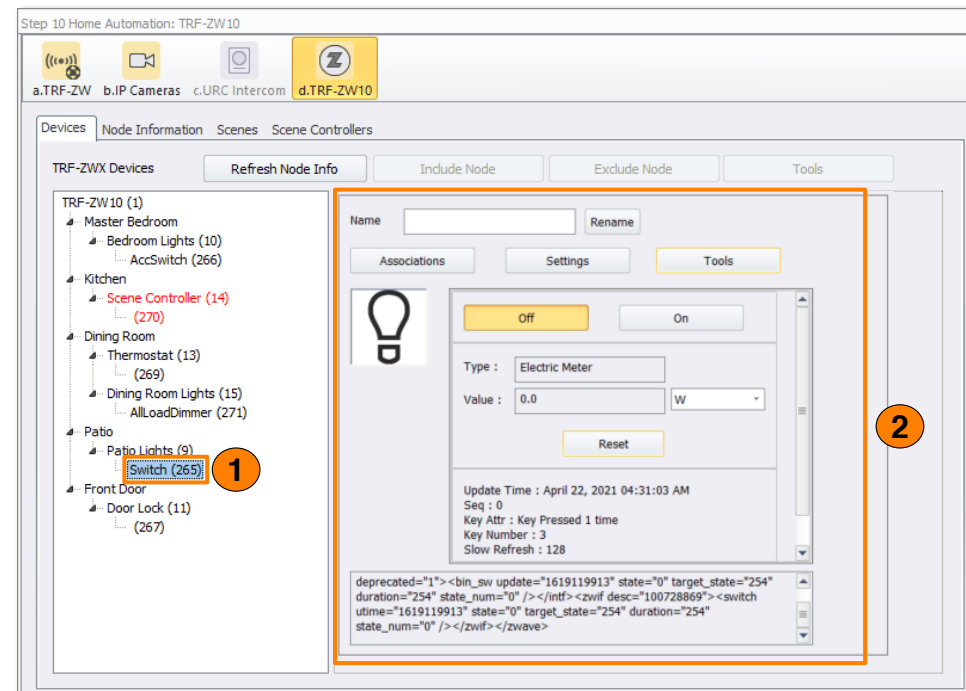 Step 10 Home Automation: TRF-ZW10
a.TRF-ZW b.IP Cameras c.URC Intercom d.TRF-ZW10
Devices Node Information Scenes Scene Controllers
TRF-ZWX Devices Refresh Node Info Include Node Exclude Node Tools
TRF-ZW10 (1)
Master Bedroom
Bedroom Lights (10)
AccSwitch (266)
Kitchen
Scene Controller (14)
(270)
Dining Room
Thermostat (13)
(269)
Dining Room Lights (15)
AllLoadDimmer (271)
Patio
Patio Lights (9)
Switch (265)
1
Front Door
Door Lock (11)
(267)
Name Rename
Associations Settings Tools
Off On
Type : Electric Meter
Value : 0.0 W
Reset
Update Time : April 22, 2021 04:31:03 AM
Seq : 0
Key Attr : Key Pressed 1 time
Key Number : 3
Slow Refresh : 128
deprecated="1"><bin_sw update="1619119913" state="0" target_state="254"
duration="254" state_num="0" /></intf><zwif desc="100728869"><switch
utime="1619119913" state="0" target_state="254" duration="254"
state_num="0" /></zwif></zwave>
2